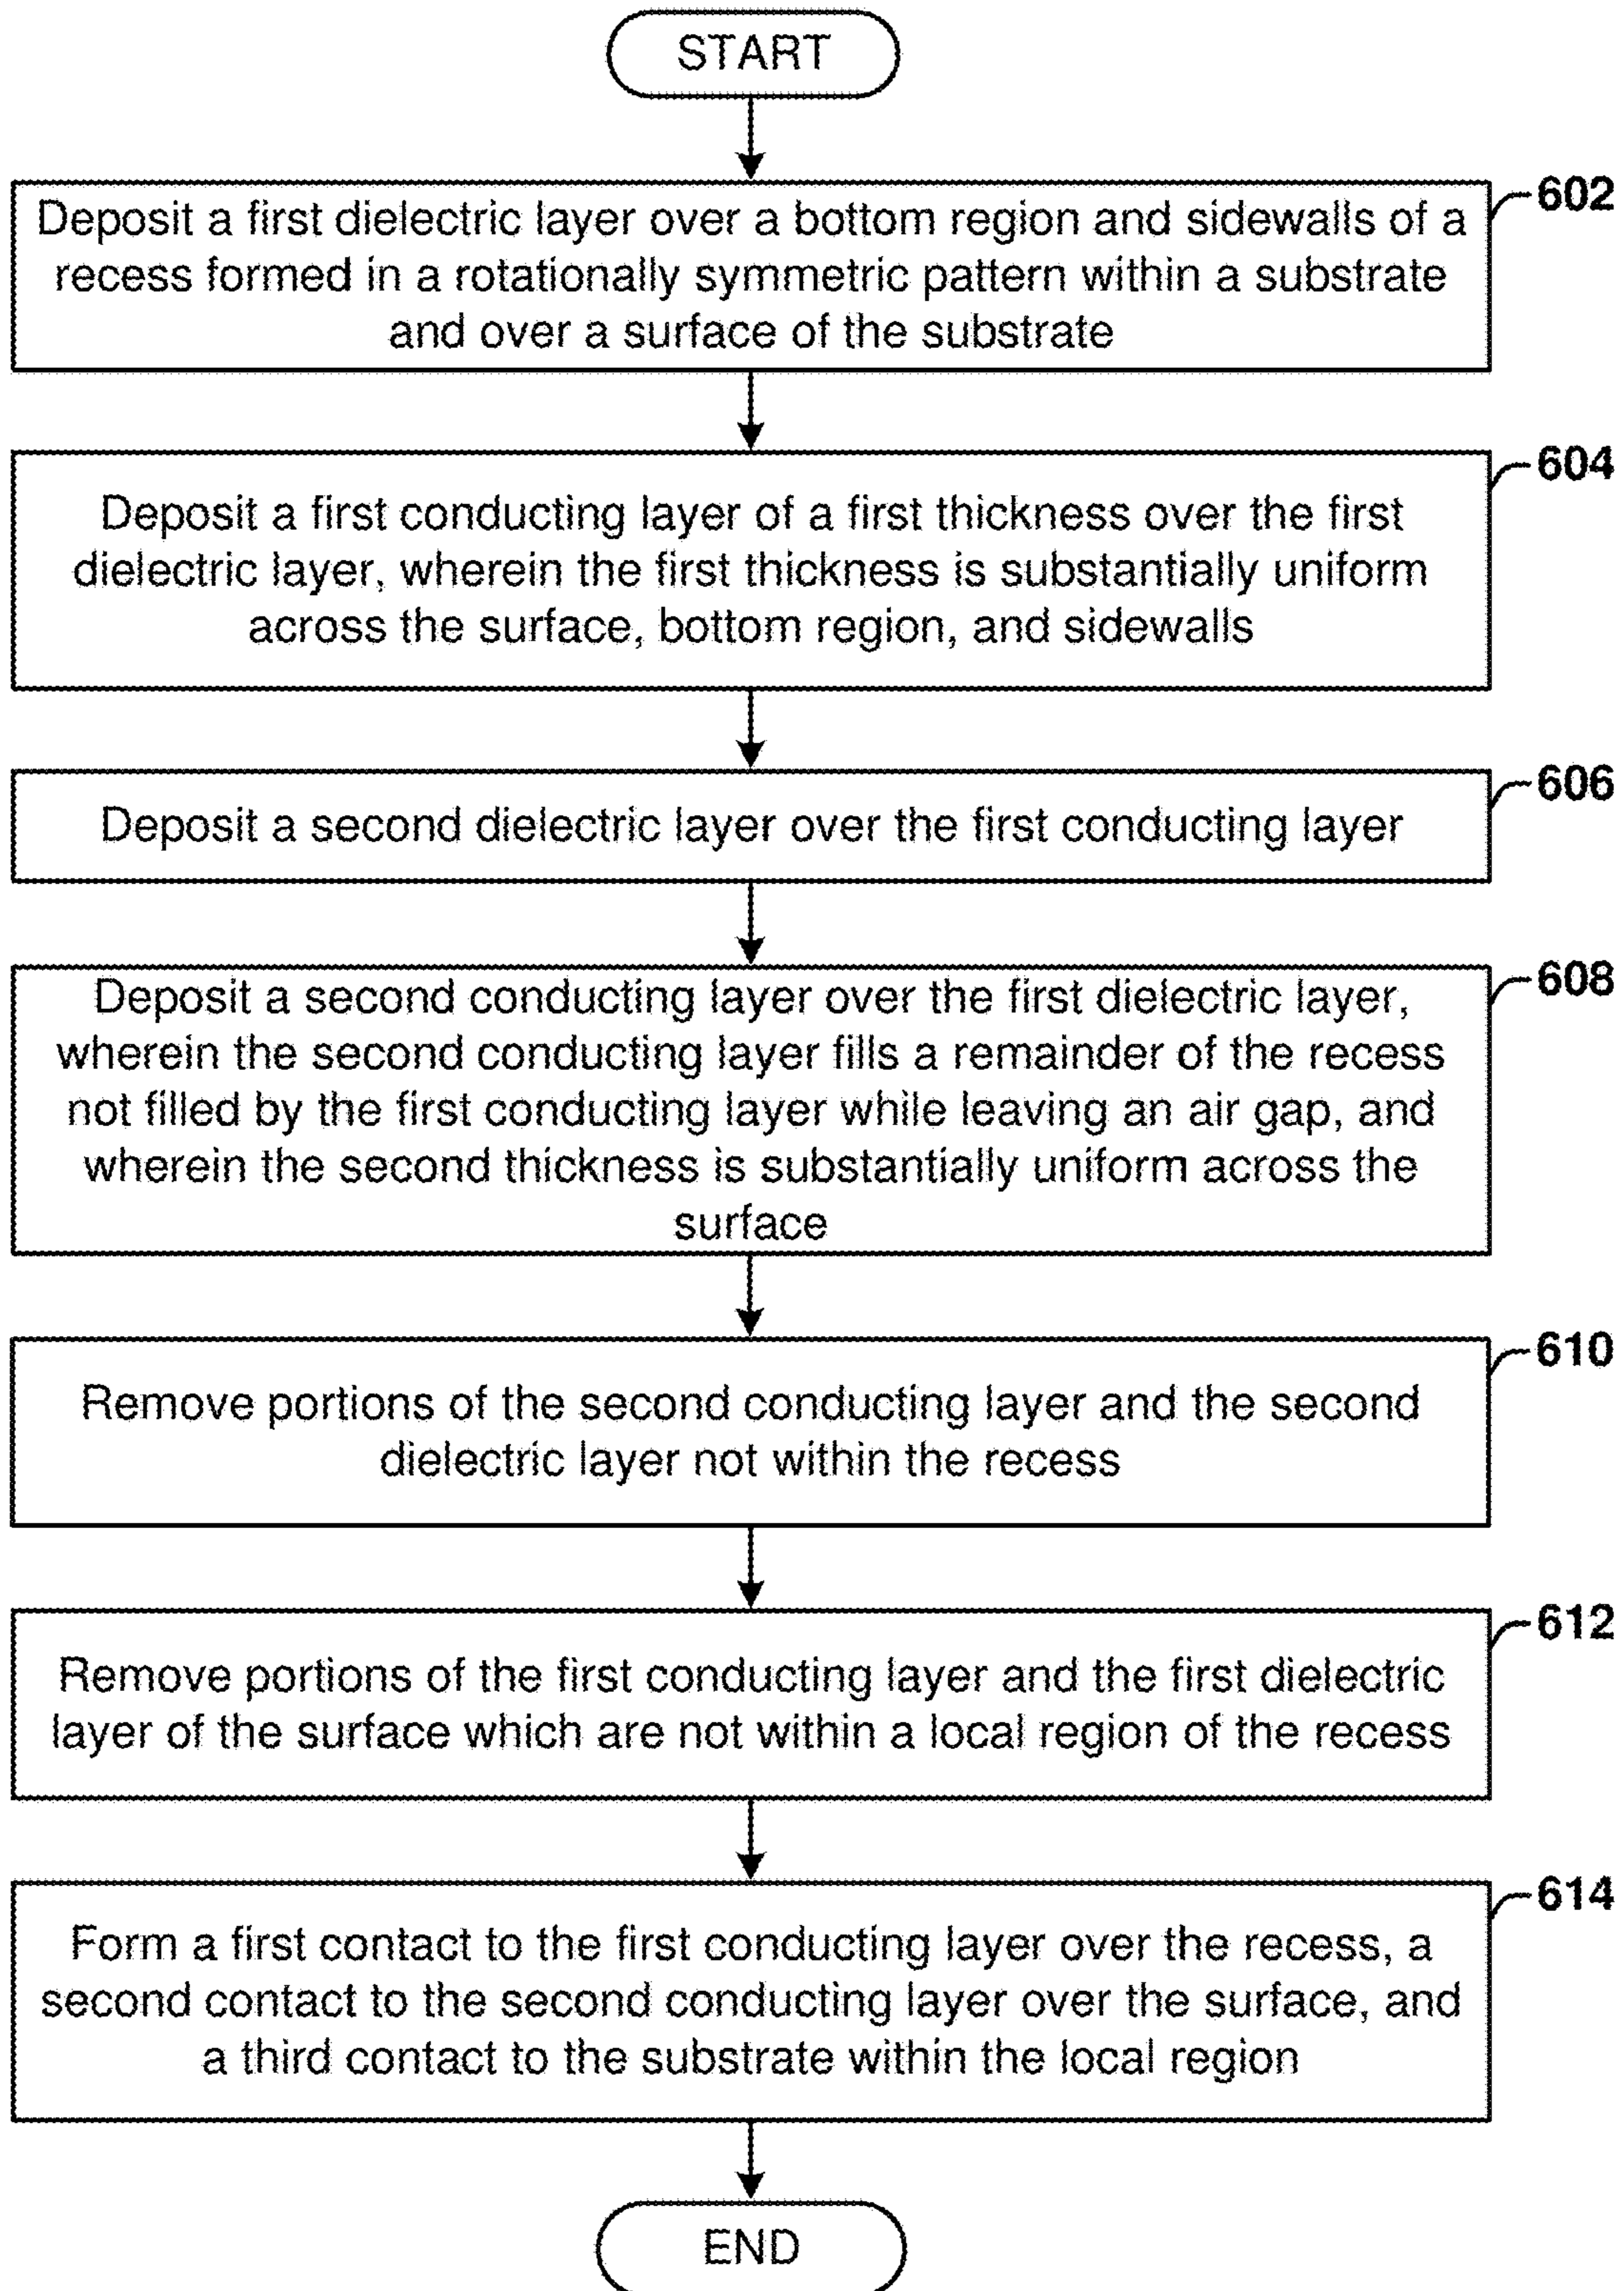 START
602
Deposit a first dielectric layer over a bottom region and sidewalls of a
recess formed in a rotationally symmetric pattern within a substrate
and over a surface of the substrate
604
Deposit a first conducting layer of a first thickness over the first
dielectric layer, wherein the first thickness is substantially uniform
across the surface, bottom region, and sidewalls
606
Deposit a second dielectric layer over the first conducting layer
608
Deposit a second conducting layer over the first dielectric layer,
wherein the second conducting layer fills a remainder of the recess
not filled by the first conducting layer while leaving an air gap, and
wherein the second thickness is substantially uniform across the
surface
610
Remove portions of the second conducting layer and the second
dielectric layer not within the recess
612
Remove portions of the first conducting layer and the first dielectric
layer of the surface which are not within a local region of the recess
614
Form a first contact to the first conducting layer over the recess, a
second contact to the second conducting layer over the surface, and
a third contact to the substrate within the local region
END